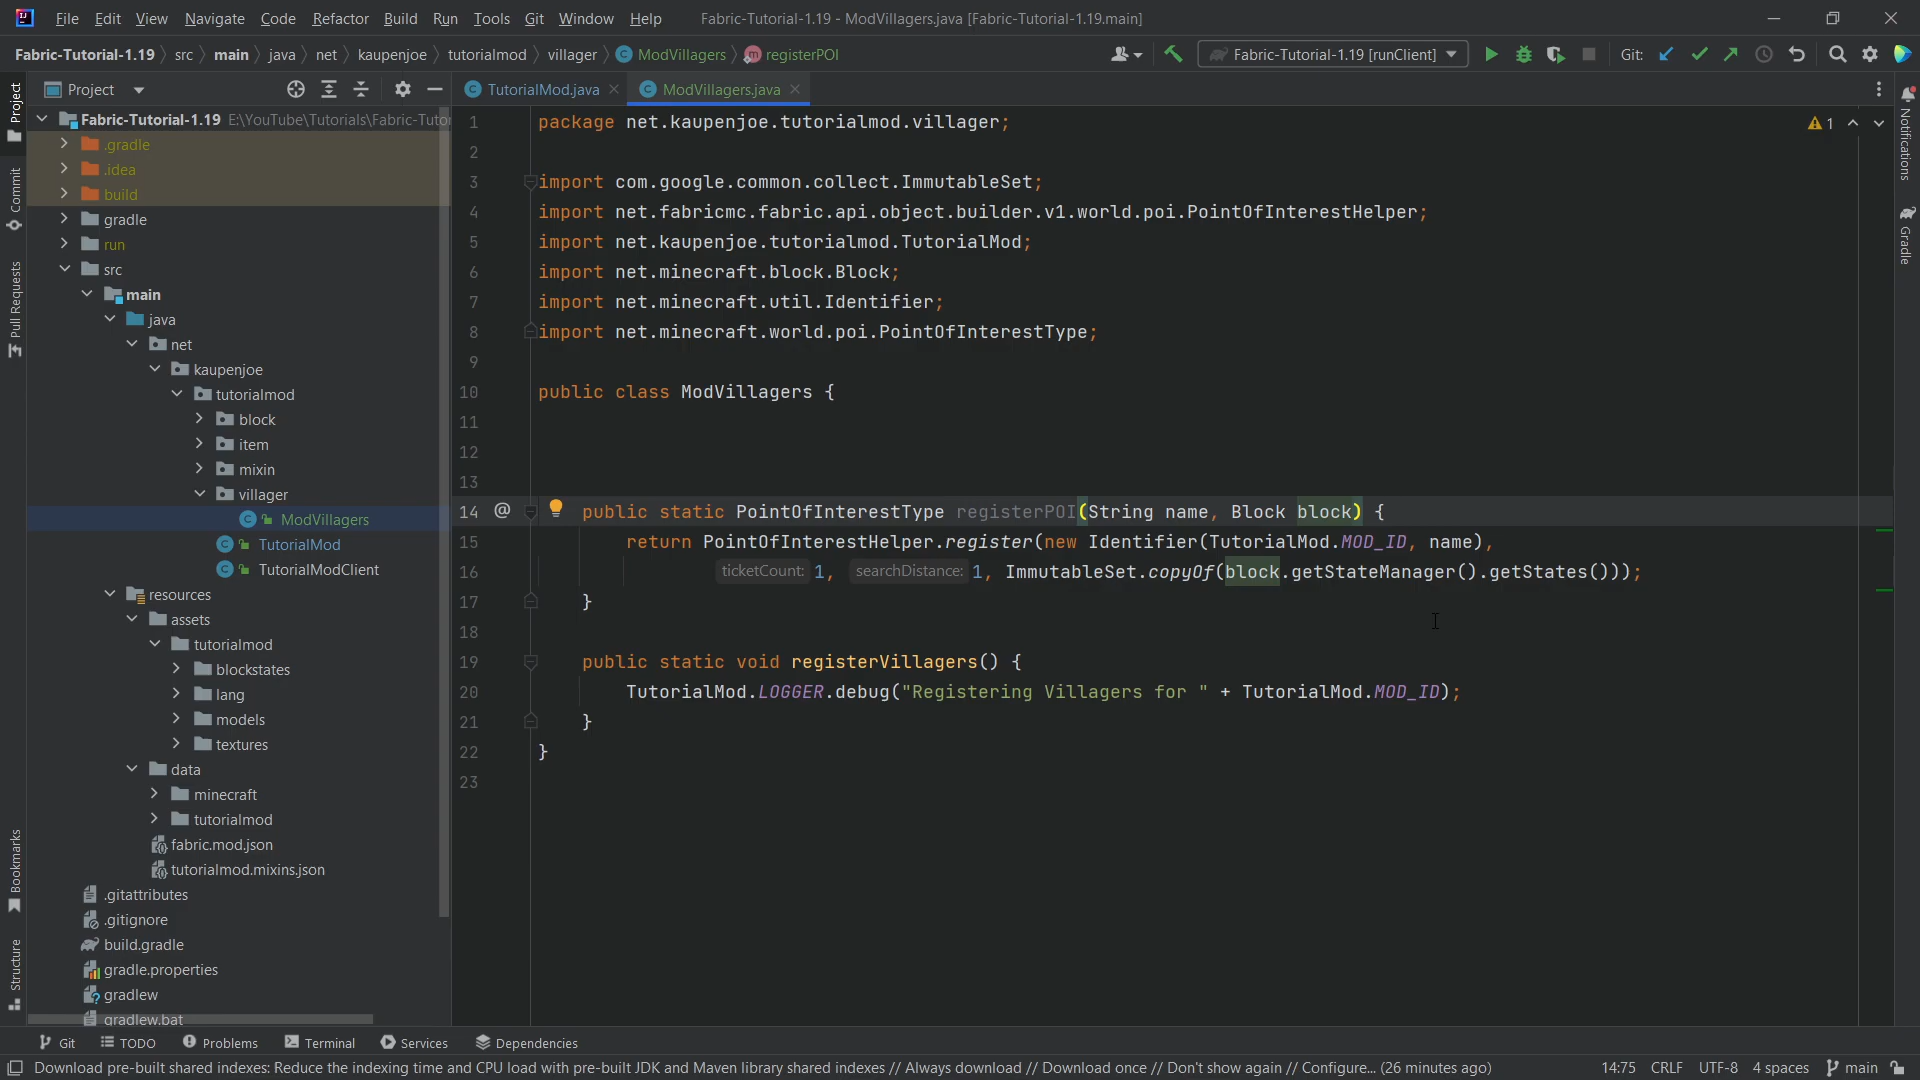 File Edit View Navigate Code Refactor Build Run Tools Git Window Help Fabric-Tutorial-1.19 - ModVillagers.java [Fabric-Tutorial-1.19.main]
Fabric-Tutorial-1.19 src main java net kaupenjoe tutorialmod villager ModVillagers registerPOI Fabric-Tutorial-1.19 [runClient] Git:
Project TutorialMod.java ModVillagers.java
Project
Commit
Pull Requests
Bookmarks
Structure
Fabric-Tutorial-1.19 E:\YouTube\Tutorials\Fabric-Tutor
.gradle
.idea
build
gradle
run
src
main
java
net
kaupenjoe
tutorialmod
block
item
mixin
villager
ModVillagers
TutorialMod
TutorialModClient
resources
assets
tutorialmod
blockstates
lang
models
textures
data
minecraft
tutorialmod
fabric.mod.json
tutorialmod.mixins.json
.gitattributes
.gitignore
build.gradle
gradle.properties
gradlew
gradlew.bat
1 package net.kaupenjoe.tutorialmod.villager;
2
3 import com.google.common.collect.ImmutableSet;
4 import net.fabricmc.fabric.api.object.builder.v1.world.poi.PointOfInterestHelper;
5 import net.kaupenjoe.tutorialmod.TutorialMod;
6 import net.minecraft.block.Block;
7 import net.minecraft.util.Identifier;
8 import net.minecraft.world.poi.PointOfInterestType;
9
10 public class ModVillagers {
11
12
13
14 @ public static PointOfInterestType registerPOI(String name, Block block) {
15 return PointOfInterestHelper.register(new Identifier(TutorialMod.MOD_ID, name),
16 ticketCount: 1, searchDistance: 1, ImmutableSet.copyOf(block.getStateManager().getStates()));
17 }
18
19 public static void registerVillagers() {
20 TutorialMod.LOGGER.debug("Registering Villagers for " + TutorialMod.MOD_ID);
21 }
22 }
23
1
Notifications
Gradle
Git TODO Problems Terminal Services Dependencies
Download pre-built shared indexes: Reduce the indexing time and CPU load with pre-built JDK and Maven library shared indexes // Always download // Download once // Don't show again // Configure... (26 minutes ago) 14:75 CRLF UTF-8 4 spaces main